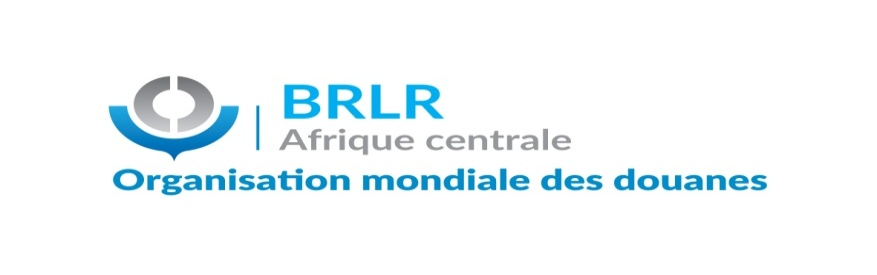 BRLR
Afrique centrale
Organisation mondiale des douanes